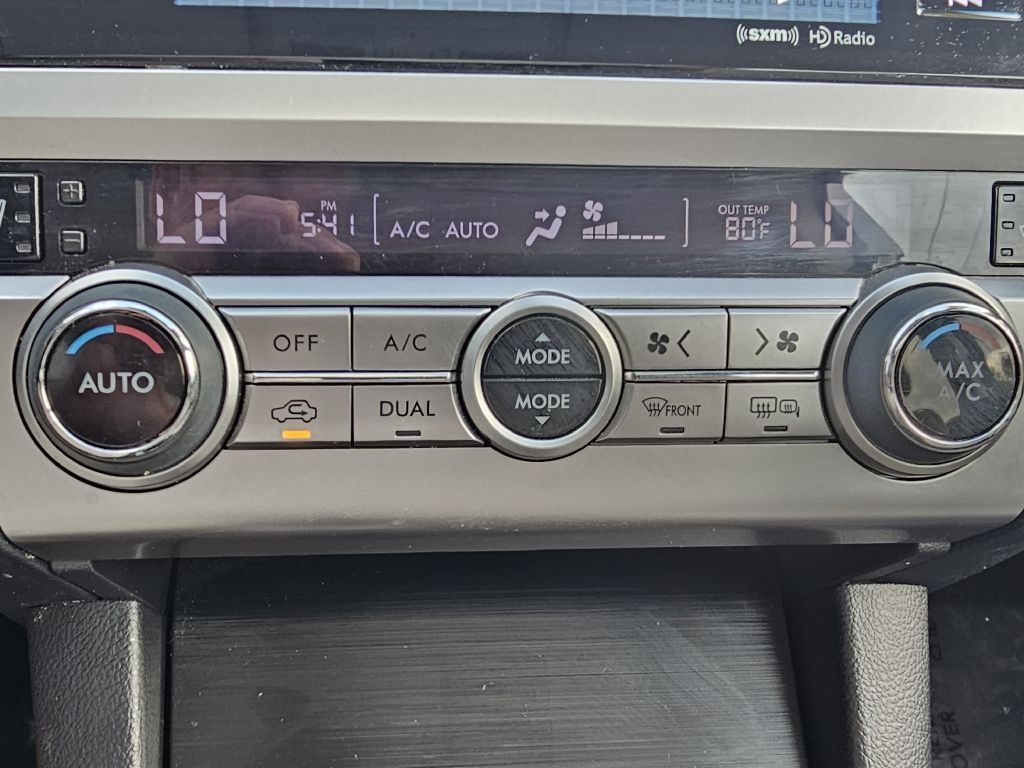 ((sxm)) HD Radio
LO PM 5:41 [ A/C AUTO ] OUT TEMP 80°F LO
AUTO
OFF
A/C
MODE
MODE
DUAL
FRONT
MAX
A/C
OVER